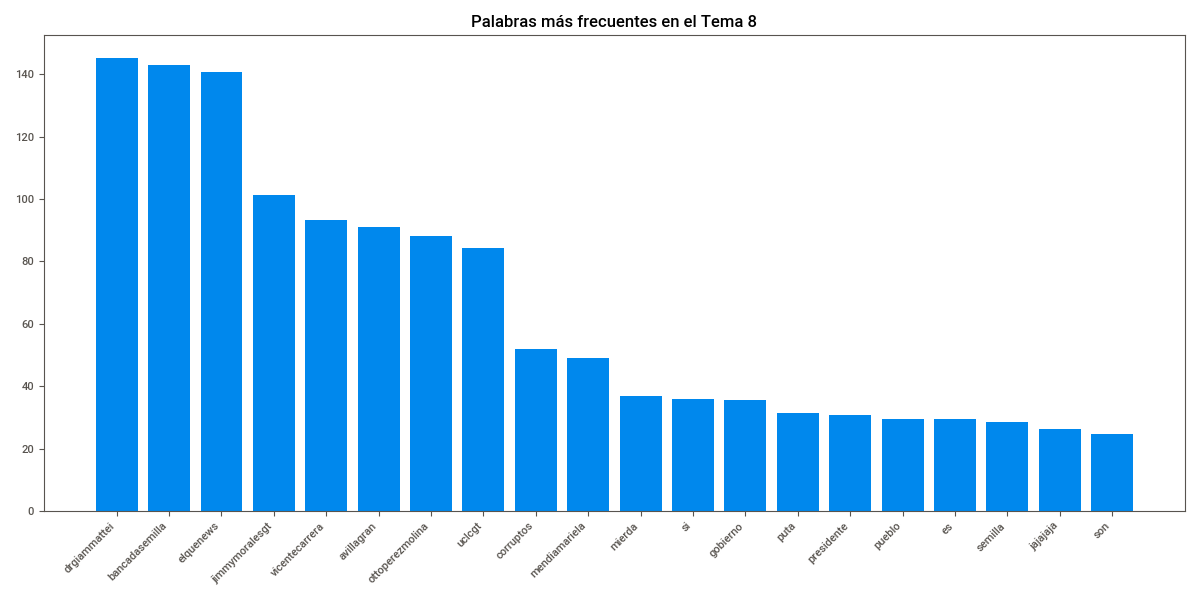 Palabras más frecuentes en el Tema 8
140
120
100
80
60
40
20
0
drgiammattei
bancadasemilla
elquenews
jimmymoralesgt
vicentecarrera
avillagran
ottoperezmolina
uclcgt
corruptos
mendiamariela
mierda
si
gobierno
puta
presidente
pueblo
es
semilla
jajajaja
son